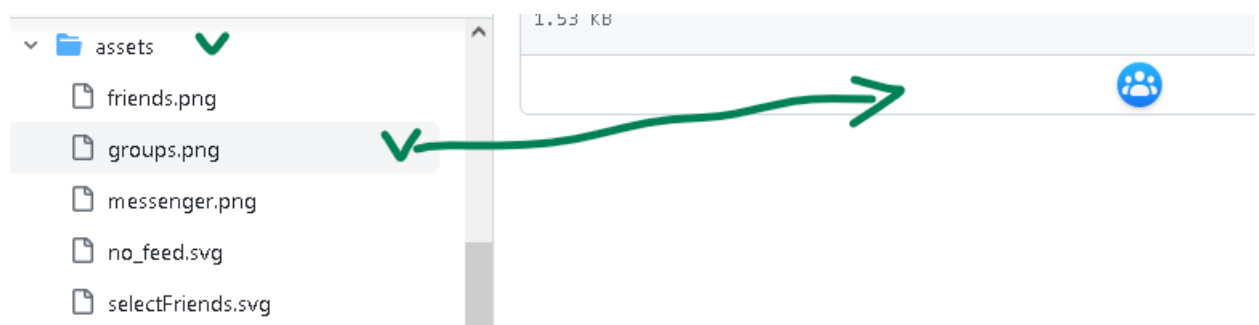 1.53 KB
assets
friends.png
groups.png
messenger.png
no_feed.svg
selectFriends.svg